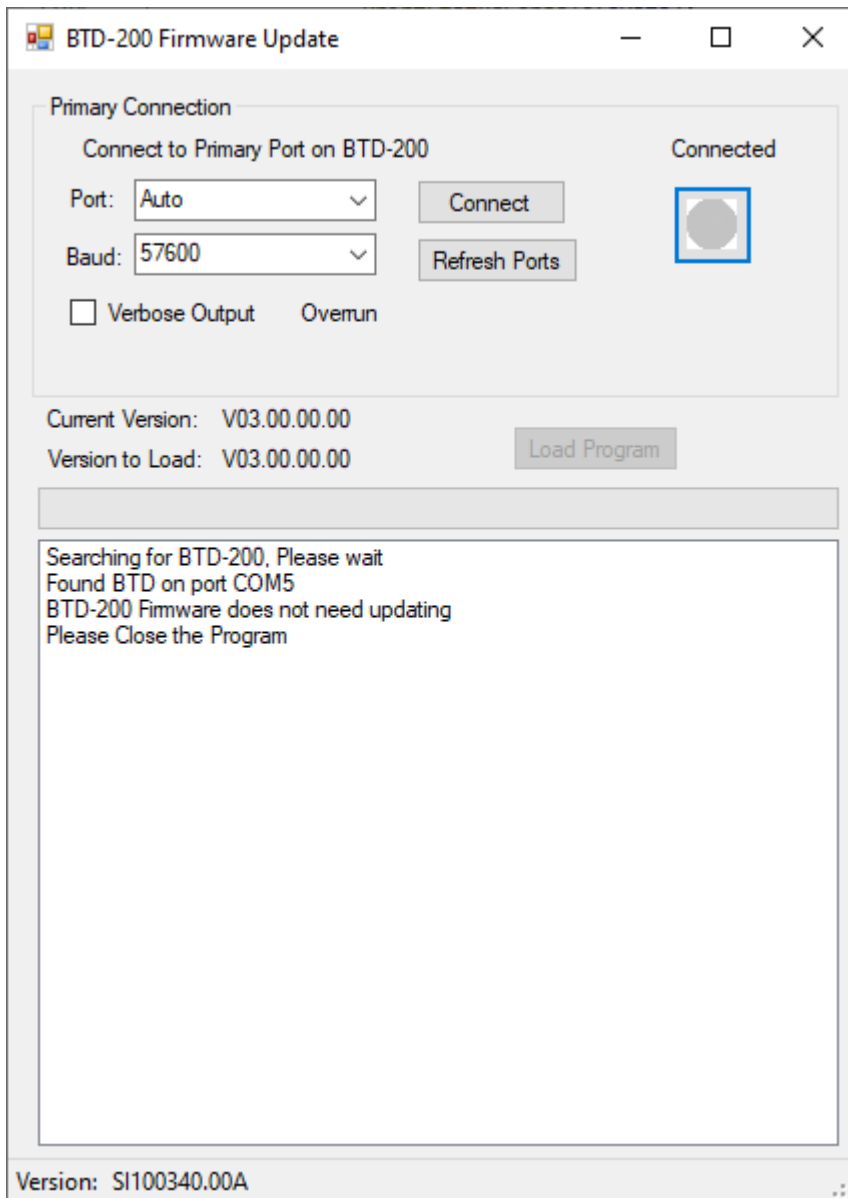 BTD-200 Firmware Update
Primary Connection
Connect to Primary Port on BTD-200
Connected
Port: Auto
Connect
Baud: 57600
Refresh Ports
Verbose Output
Overrun
Current Version: V03.00.00.00
Version to Load: V03.00.00.00
Load Program
Searching for BTD-200, Please wait
Found BTD on port COM5
BTD-200 Firmware does not need updating
Please Close the Program
Version: SI100340.00A